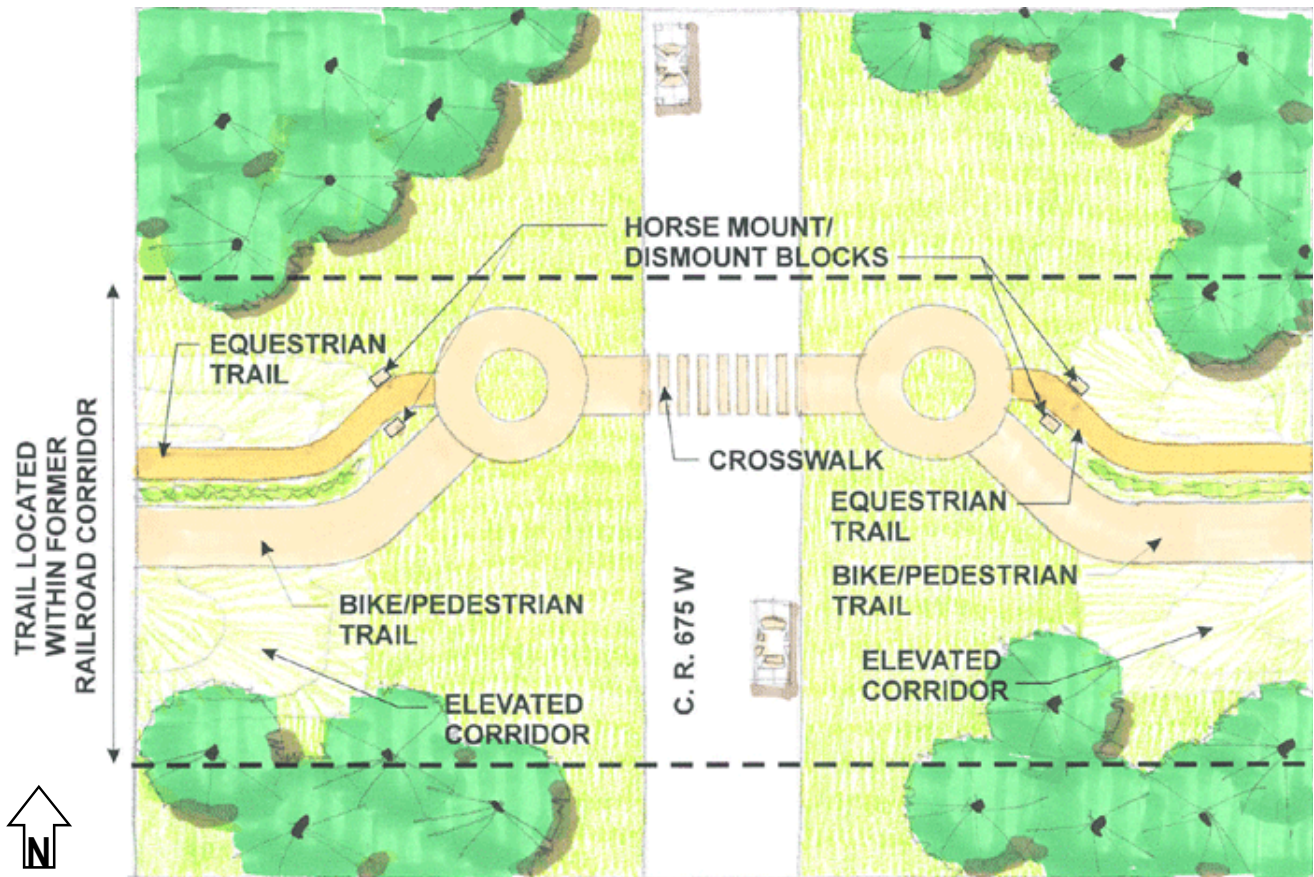 HORSE MOUNT/
DISMOUNT BLOCKS
EQUESTRIAN
TRAIL
TRAIL LOCATED
WITHIN FORMER
RAILROAD CORRIDOR
CROSSWALK
EQUESTRIAN
TRAIL
BIKE/PEDESTRIAN
TRAIL
BIKE/PEDESTRIAN
TRAIL
C. R. 675 W
ELEVATED
CORRIDOR
ELEVATED
CORRIDOR
N